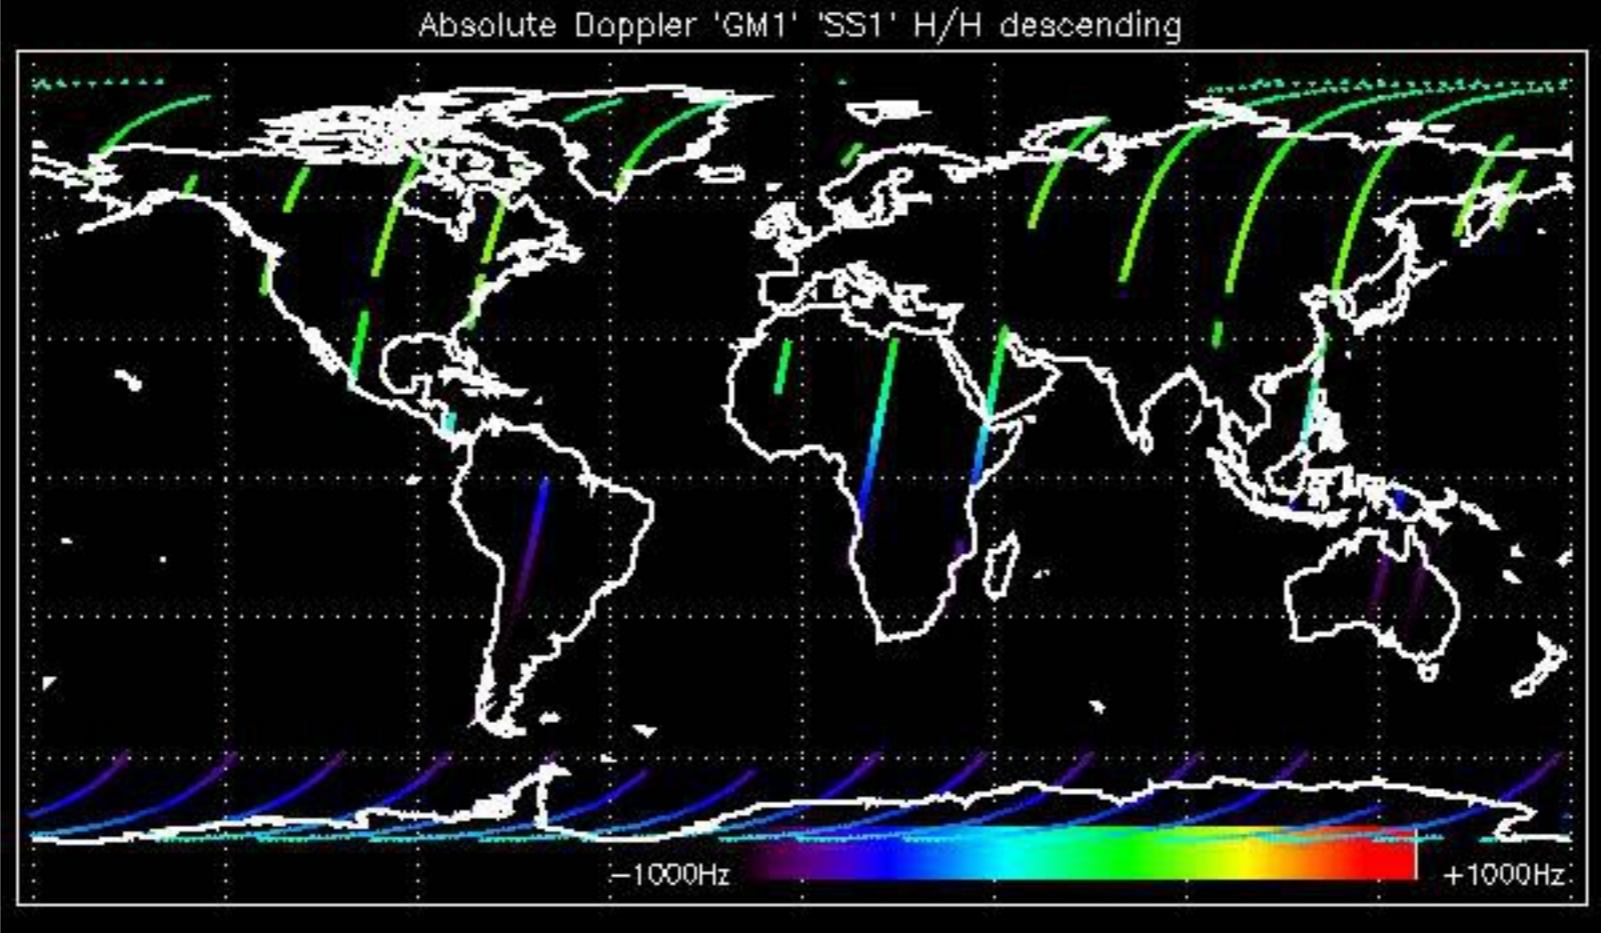 Absolute Doppler 'GM1' 'SS1' H/H descending
−1000Hz +1000Hz